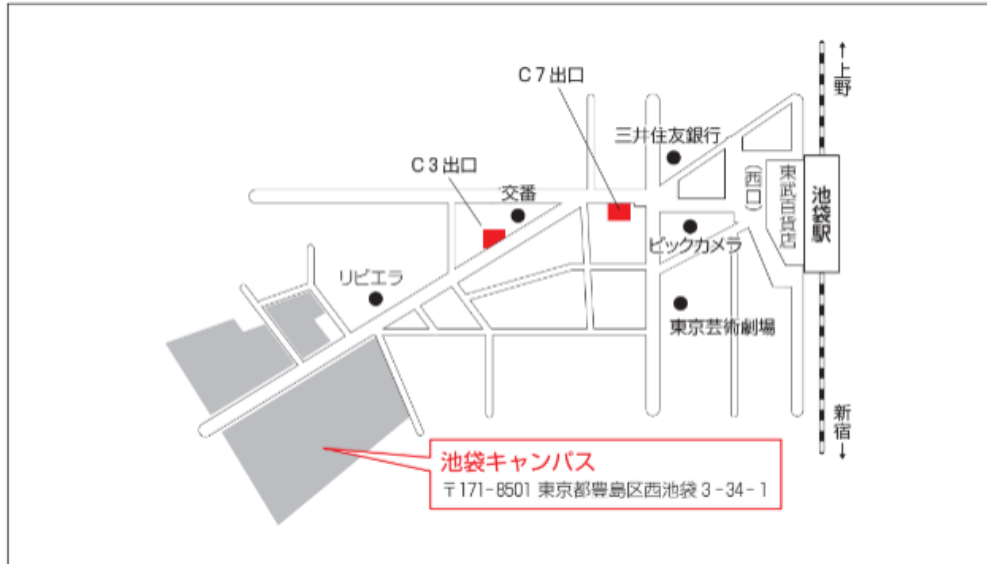 ↑上野
C7出口
三井住友銀行
C3出口
交番
(西口)
東武百貨店
池袋駅
ビックカメラ
リビエラ
東京芸術劇場
新宿↓
池袋キャンパス
〒171-8501 東京都豊島区西池袋3-34-1